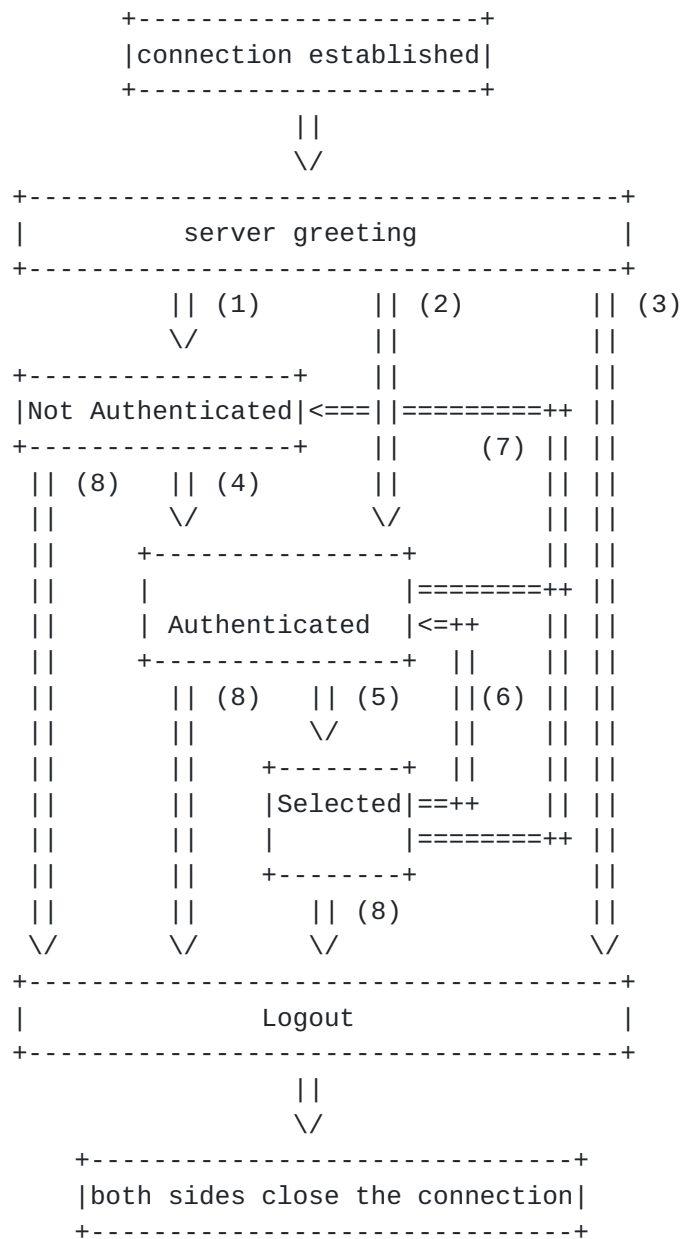 connection established
server greeting
(1) (2) (3)
Not Authenticated
(7)
(8) (4)
Authenticated
(8) (5) (6)
Selected
(8)
Logout
both sides close the connection